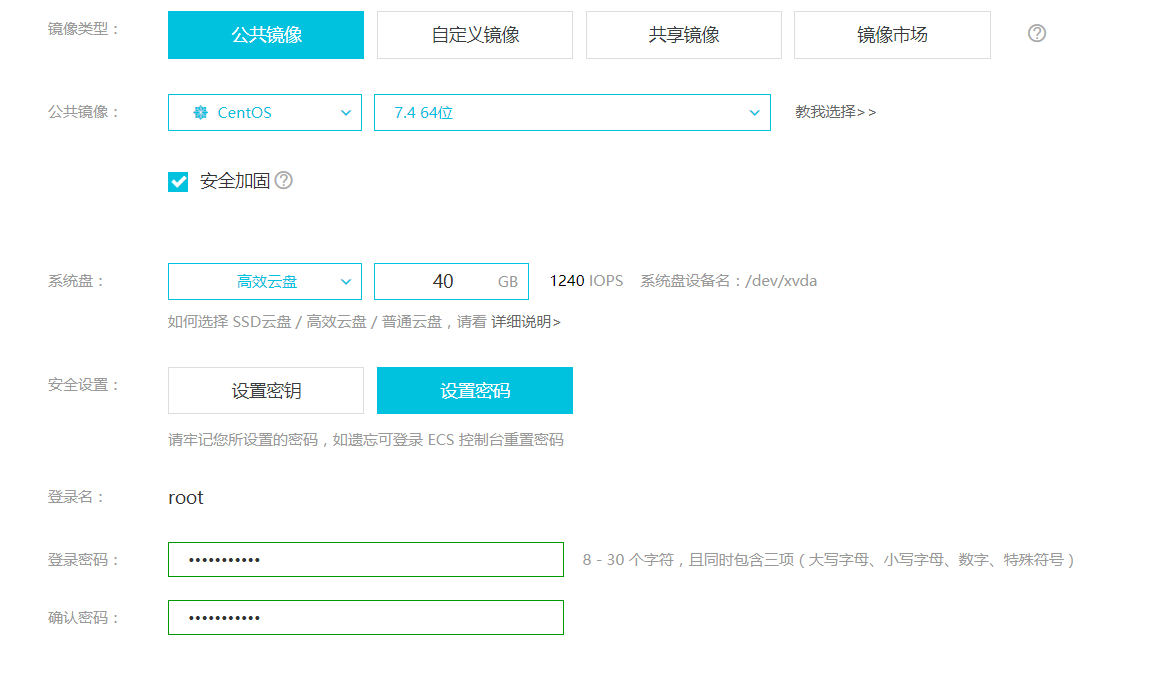 镜像类型：
公共镜像
自定义镜像
共享镜像
镜像市场
公共镜像：
CentOS
7.4 64位
教我选择>>
安全加固
系统盘：
高效云盘
40 GB
1240 IOPS
系统盘设备名：/dev/xvda
如何选择 SSD云盘 / 高效云盘 / 普通云盘，请看 详细说明>
安全设置：
设置密钥
设置密码
请牢记您所设置的密码，如遗忘可登录 ECS 控制台重置密码
登录名：
root
登录密码：
•••••••••••
8 - 30 个字符，且同时包含三项（大写字母、小写字母、数字、特殊符号）
确认密码：
•••••••••••